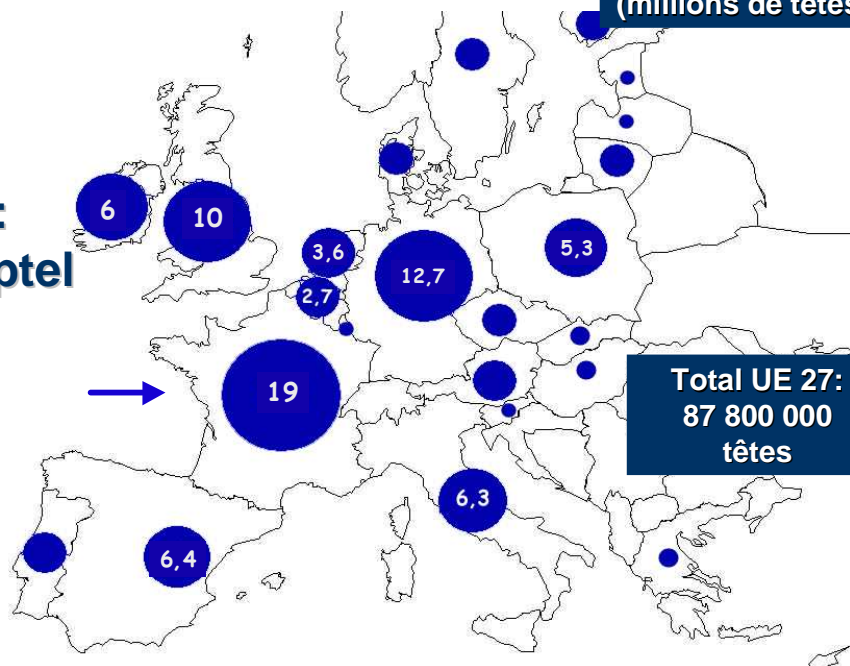 (millions de têtes
:
ptel
6
10
3,6
2,7
12,7
5,3
19
Total UE 27:
87 800 000
têtes
6,3
6,4